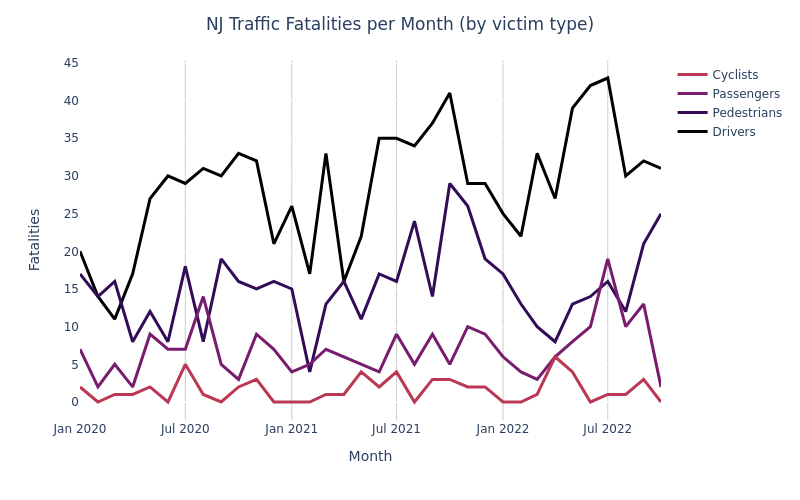 NJ Traffic Fatalities per Month (by victim type)
45
40
35
30
25
20
15
10
5
0
Fatalities
Jan 2020
Jul 2020
Jan 2021
Jul 2021
Jan 2022
Jul 2022
Month
Cyclists
Passengers
Pedestrians
Drivers